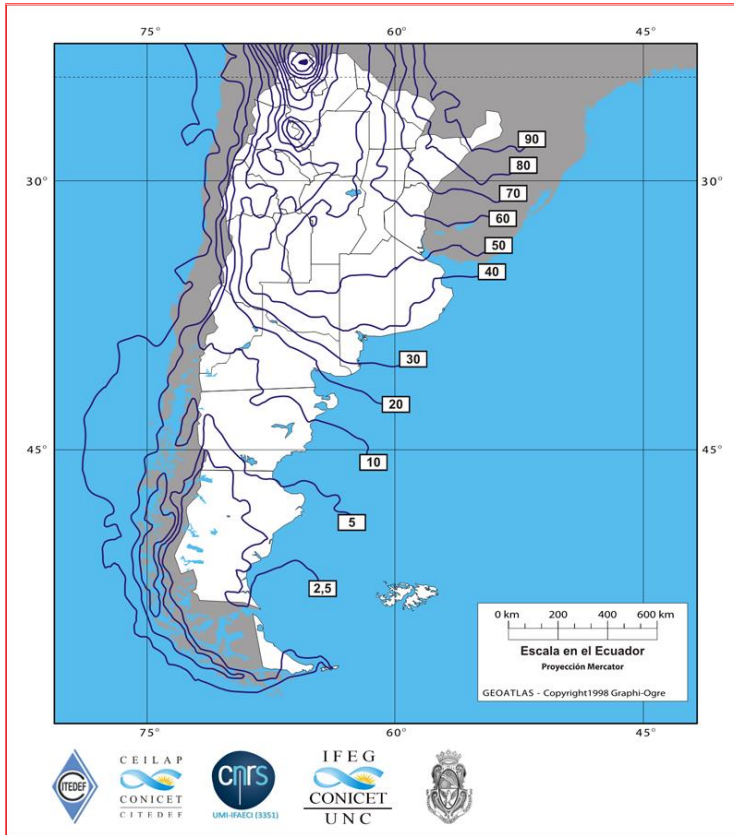 75°
60°
45°
90
80
30°
30°
70
60
50
40
30
20
45°
45°
10
5
2,5
0 km 200 400 600 km
Escala en el Ecuador
Proyección Mercator
GEOATLAS - Copyright1998 Graphi-Ogre
75°
60°
45°
CITEDEF
CEILAP
CONICET
CITEDEF
cnrs
UMI-IFAECI (3351)
IFEG
CONICET
UNC